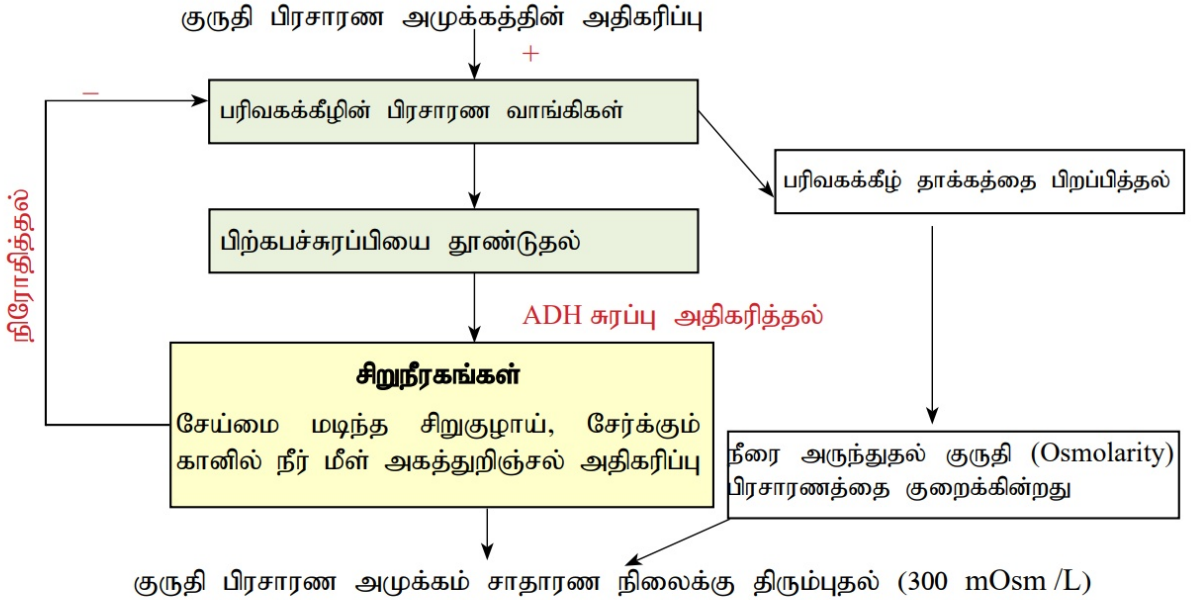 குருதி பிரசாரண அமுக்கத்தின் அதிகரிப்பு
+
–
பரிவகக்கீழின் பிரசாரண வாங்கிகள்
பரிவகக்கீழ் தாக்கத்தை பிறப்பித்தல்
நிரோதித்தல்
பிற்கபச்சுரப்பியை தூண்டுதல்
ADH சுரப்பு அதிகரித்தல்
சிறுநீரகங்கள்
சேய்மை மடிந்த சிறுகுழாய், சேர்க்கும்
கானில் நீர் மீள் அகத்துறிஞ்சல் அதிகரிப்பு
நீரை அருந்துதல் குருதி (Osmolarity)
பிரசாரணத்தை குறைக்கின்றது
குருதி பிரசாரண அமுக்கம் சாதாரண நிலைக்கு திரும்புதல் (300 mOsm /L)